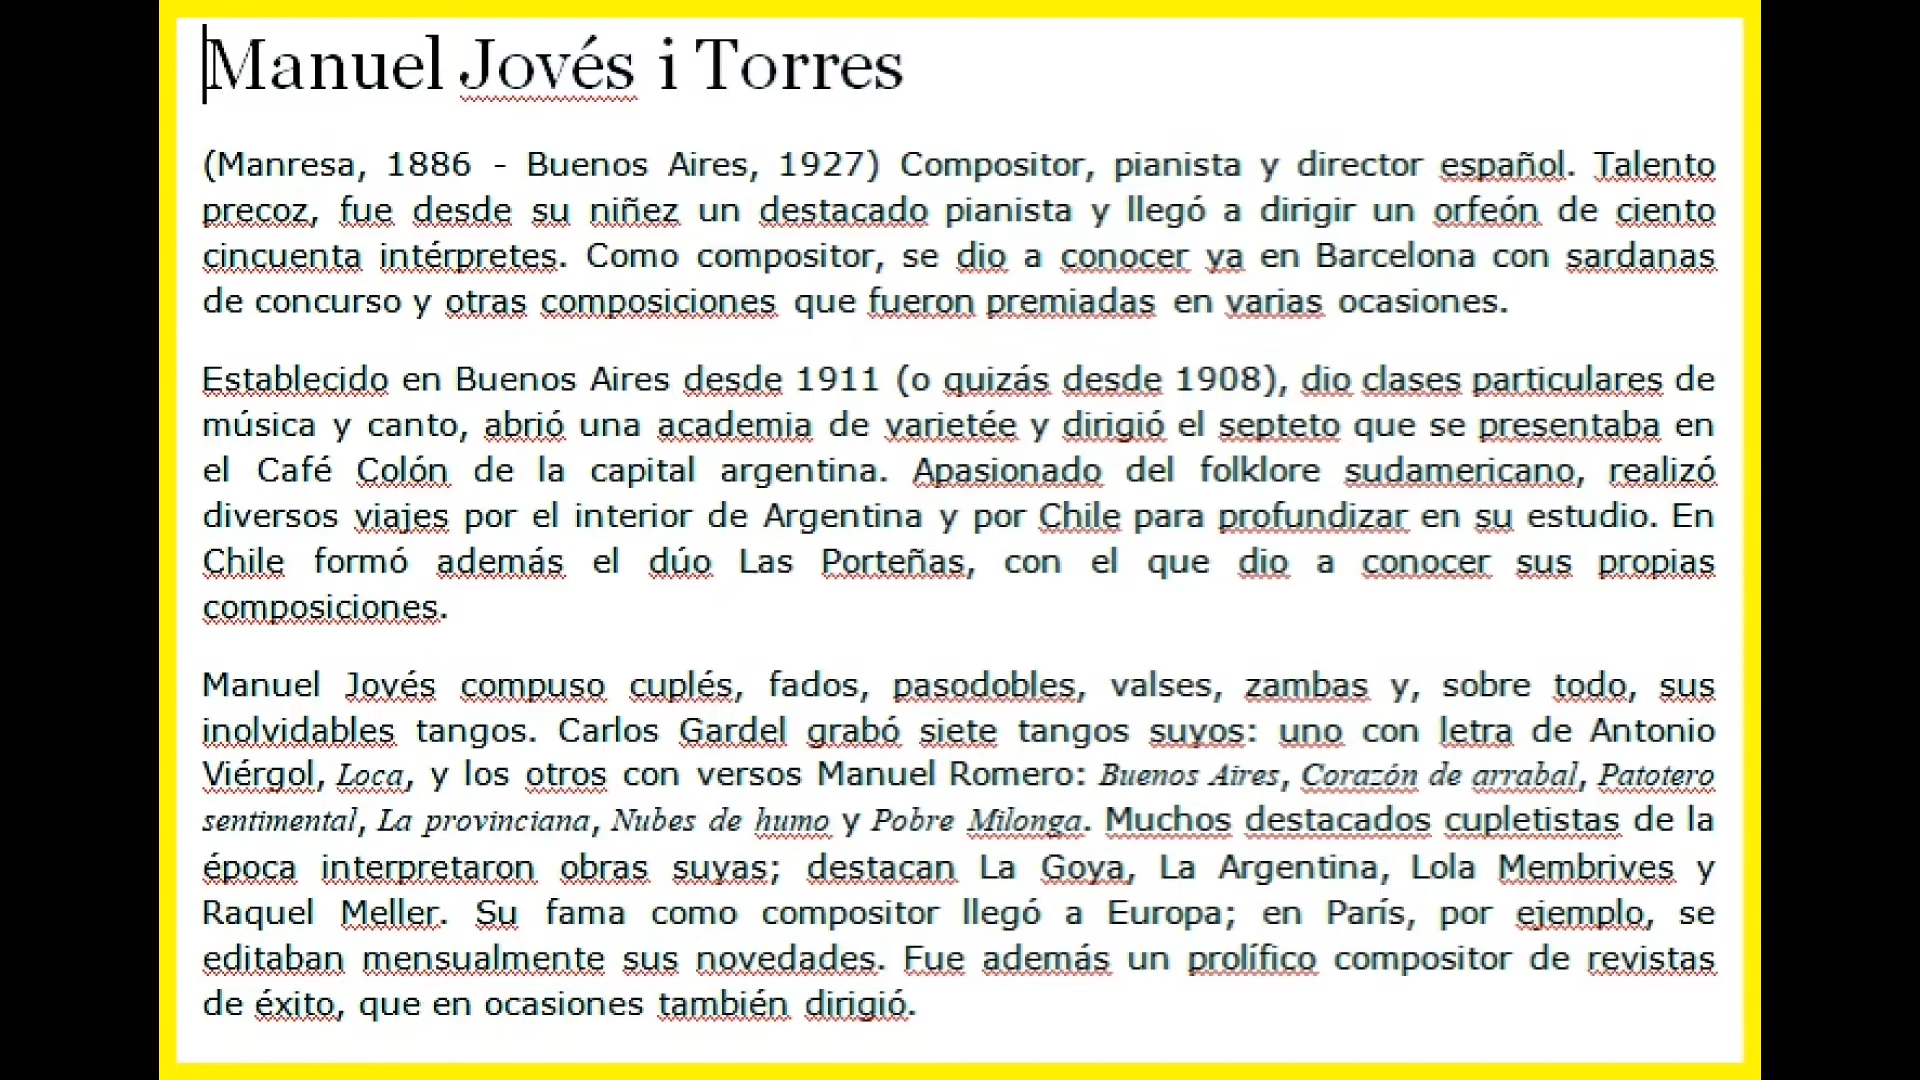 Manuel Jovés i Torres
(Manresa, 1886 - Buenos Aires, 1927) Compositor, pianista y director español. Talento
precoz, fue desde su niñez un destacado pianista y llegó a dirigir un orfeón de ciento
cincuenta intérpretes. Como compositor, se dio a conocer ya en Barcelona con sardanas
de concurso y otras composiciones que fueron premiadas en varias ocasiones.
Establecido en Buenos Aires desde 1911 (o quizás desde 1908), dio clases particulares de
música y canto, abrió una academia de varietée y dirigió el septeto que se presentaba en
el Café Colón de la capital argentina. Apasionado del folklore sudamericano, realizó
diversos viajes por el interior de Argentina y por Chile para profundizar en su estudio. En
Chile formó además el dúo Las Porteñas, con el que dio a conocer sus propias
composiciones.
Manuel Jovés compuso cuplés, fados, pasodobles, valses, zambas y, sobre todo, sus
inolvidables tangos. Carlos Gardel grabó siete tangos suyos: uno con letra de Antonio
Viérgol, Loca, y los otros con versos Manuel Romero: Buenos Aires, Corazón de arrabal, Patotero
sentimental, La provinciana, Nubes de humo y Pobre Milonga. Muchos destacados cupletistas de la
época interpretaron obras suyas; destacan La Goya, La Argentina, Lola Membrives y
Raquel Meller. Su fama como compositor llegó a Europa; en París, por ejemplo, se
editaban mensualmente sus novedades. Fue además un prolífico compositor de revistas
de éxito, que en ocasiones también dirigió.